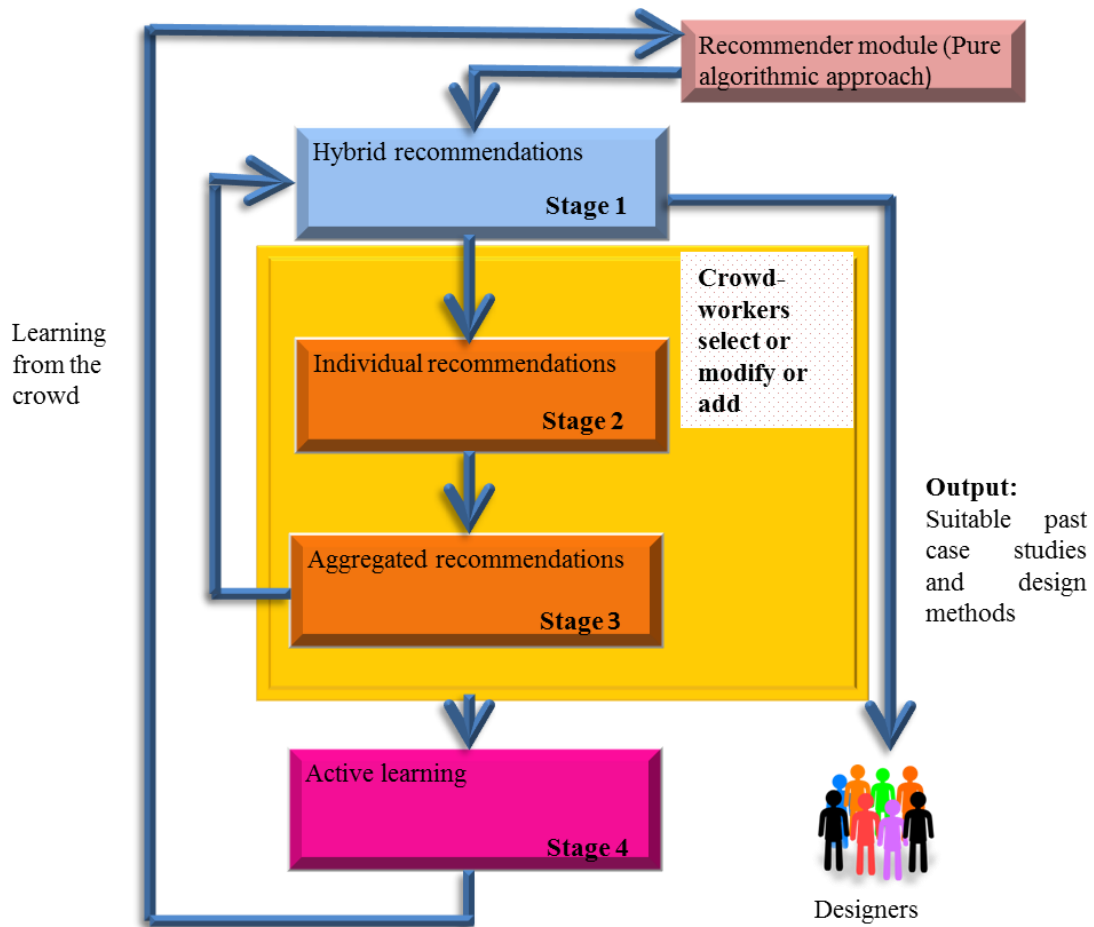 Recommender module (Pure
algorithmic approach)
Hybrid recommendations
Stage 1
Crowd-
workers
select or
modify or
add
Learning
from the
crowd
Individual recommendations
Stage 2
Output:
Suitable past
case studies
and design
methods
Aggregated recommendations
Stage 3
Active learning
Stage 4
Designers